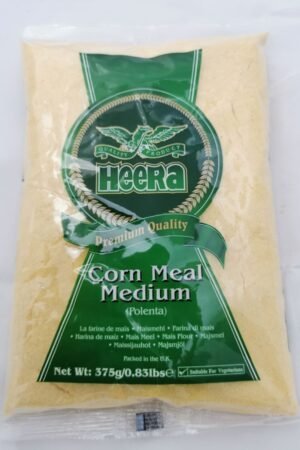 QUALITY PRODUCT
HEERA
Premium Quality
Corn Meal
Medium
(Polenta)
La farine de maïs • Maismehl • Farina di mais
• Harina de maíz • Mais Meel • Mais Flour • Majsmel
• Maissijauhot • Majsmjöl
Packed in the U.K
Net Wt: 375g/0.83lbs℮ Suitable For Vegetarians